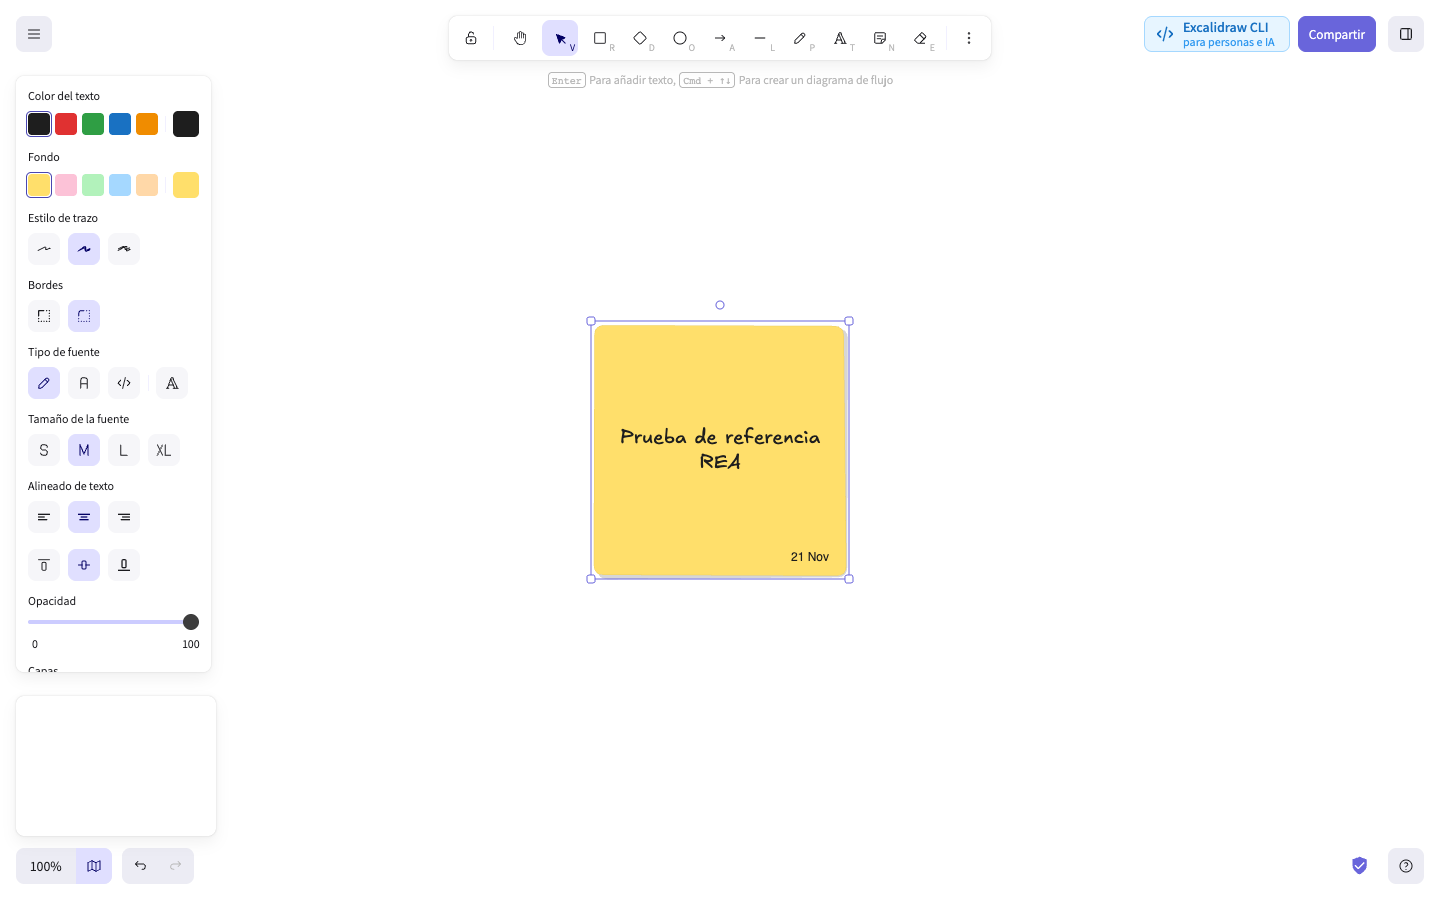 V
R
D
O
A
L
P
T
N
E
Excalidraw CLI
para personas e IA
Compartir
Enter Para añadir texto, Cmd + ↑↓ Para crear un diagrama de flujo
Color del texto
Fondo
Estilo de trazo
Bordes
Tipo de fuente
Tamaño de la fuente
S M L XL
Alineado de texto
Opacidad
0 100
Capas
Prueba de referencia
REA
21 Nov
100%